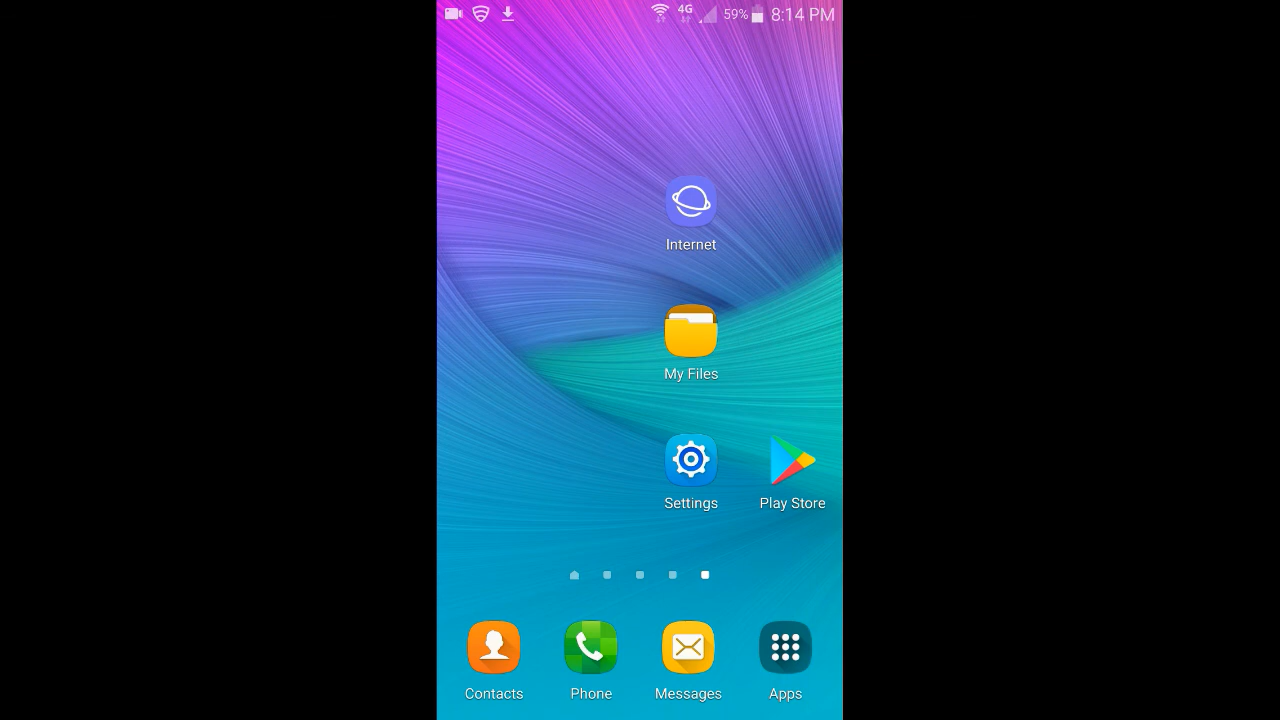 4G 59% 8:14 PM
Internet
My Files
Settings Play Store
Contacts Phone Messages Apps